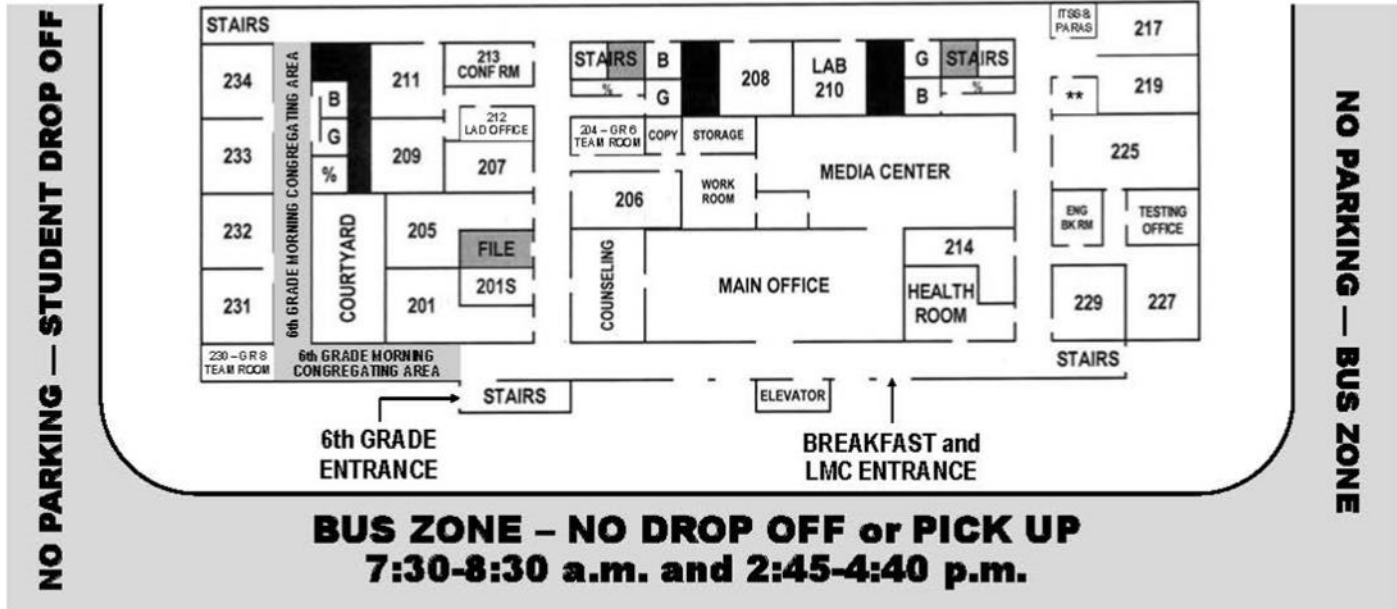 NO PARKING — STUDENT DROP OFF
STAIRS
234
233
232
231
230 – GR 8
TEAM ROOM
6th GRADE MORNING CONGREGATING AREA
6th GRADE MORNING
CONGREGATING AREA
B
G
%
COURTYARD
211
209
205
201
213
CONF RM
212
LAD OFFICE
207
FILE
201S
STAIRS
%
B
G
208
LAB
210
G
B
STAIRS
%
204 – GR 6
TEAM ROOM
COPY
STORAGE
206
WORK
ROOM
MEDIA CENTER
COUNSELING
MAIN OFFICE
214
HEALTH
ROOM
ITSS &
PARAS
217
**
219
225
ENG
BK RM
TESTING
OFFICE
229
227
STAIRS
STAIRS
ELEVATOR
6th GRADE
ENTRANCE
BREAKFAST and
LMC ENTRANCE
NO PARKING — BUS ZONE
BUS ZONE – NO DROP OFF or PICK UP
7:30-8:30 a.m. and 2:45-4:40 p.m.